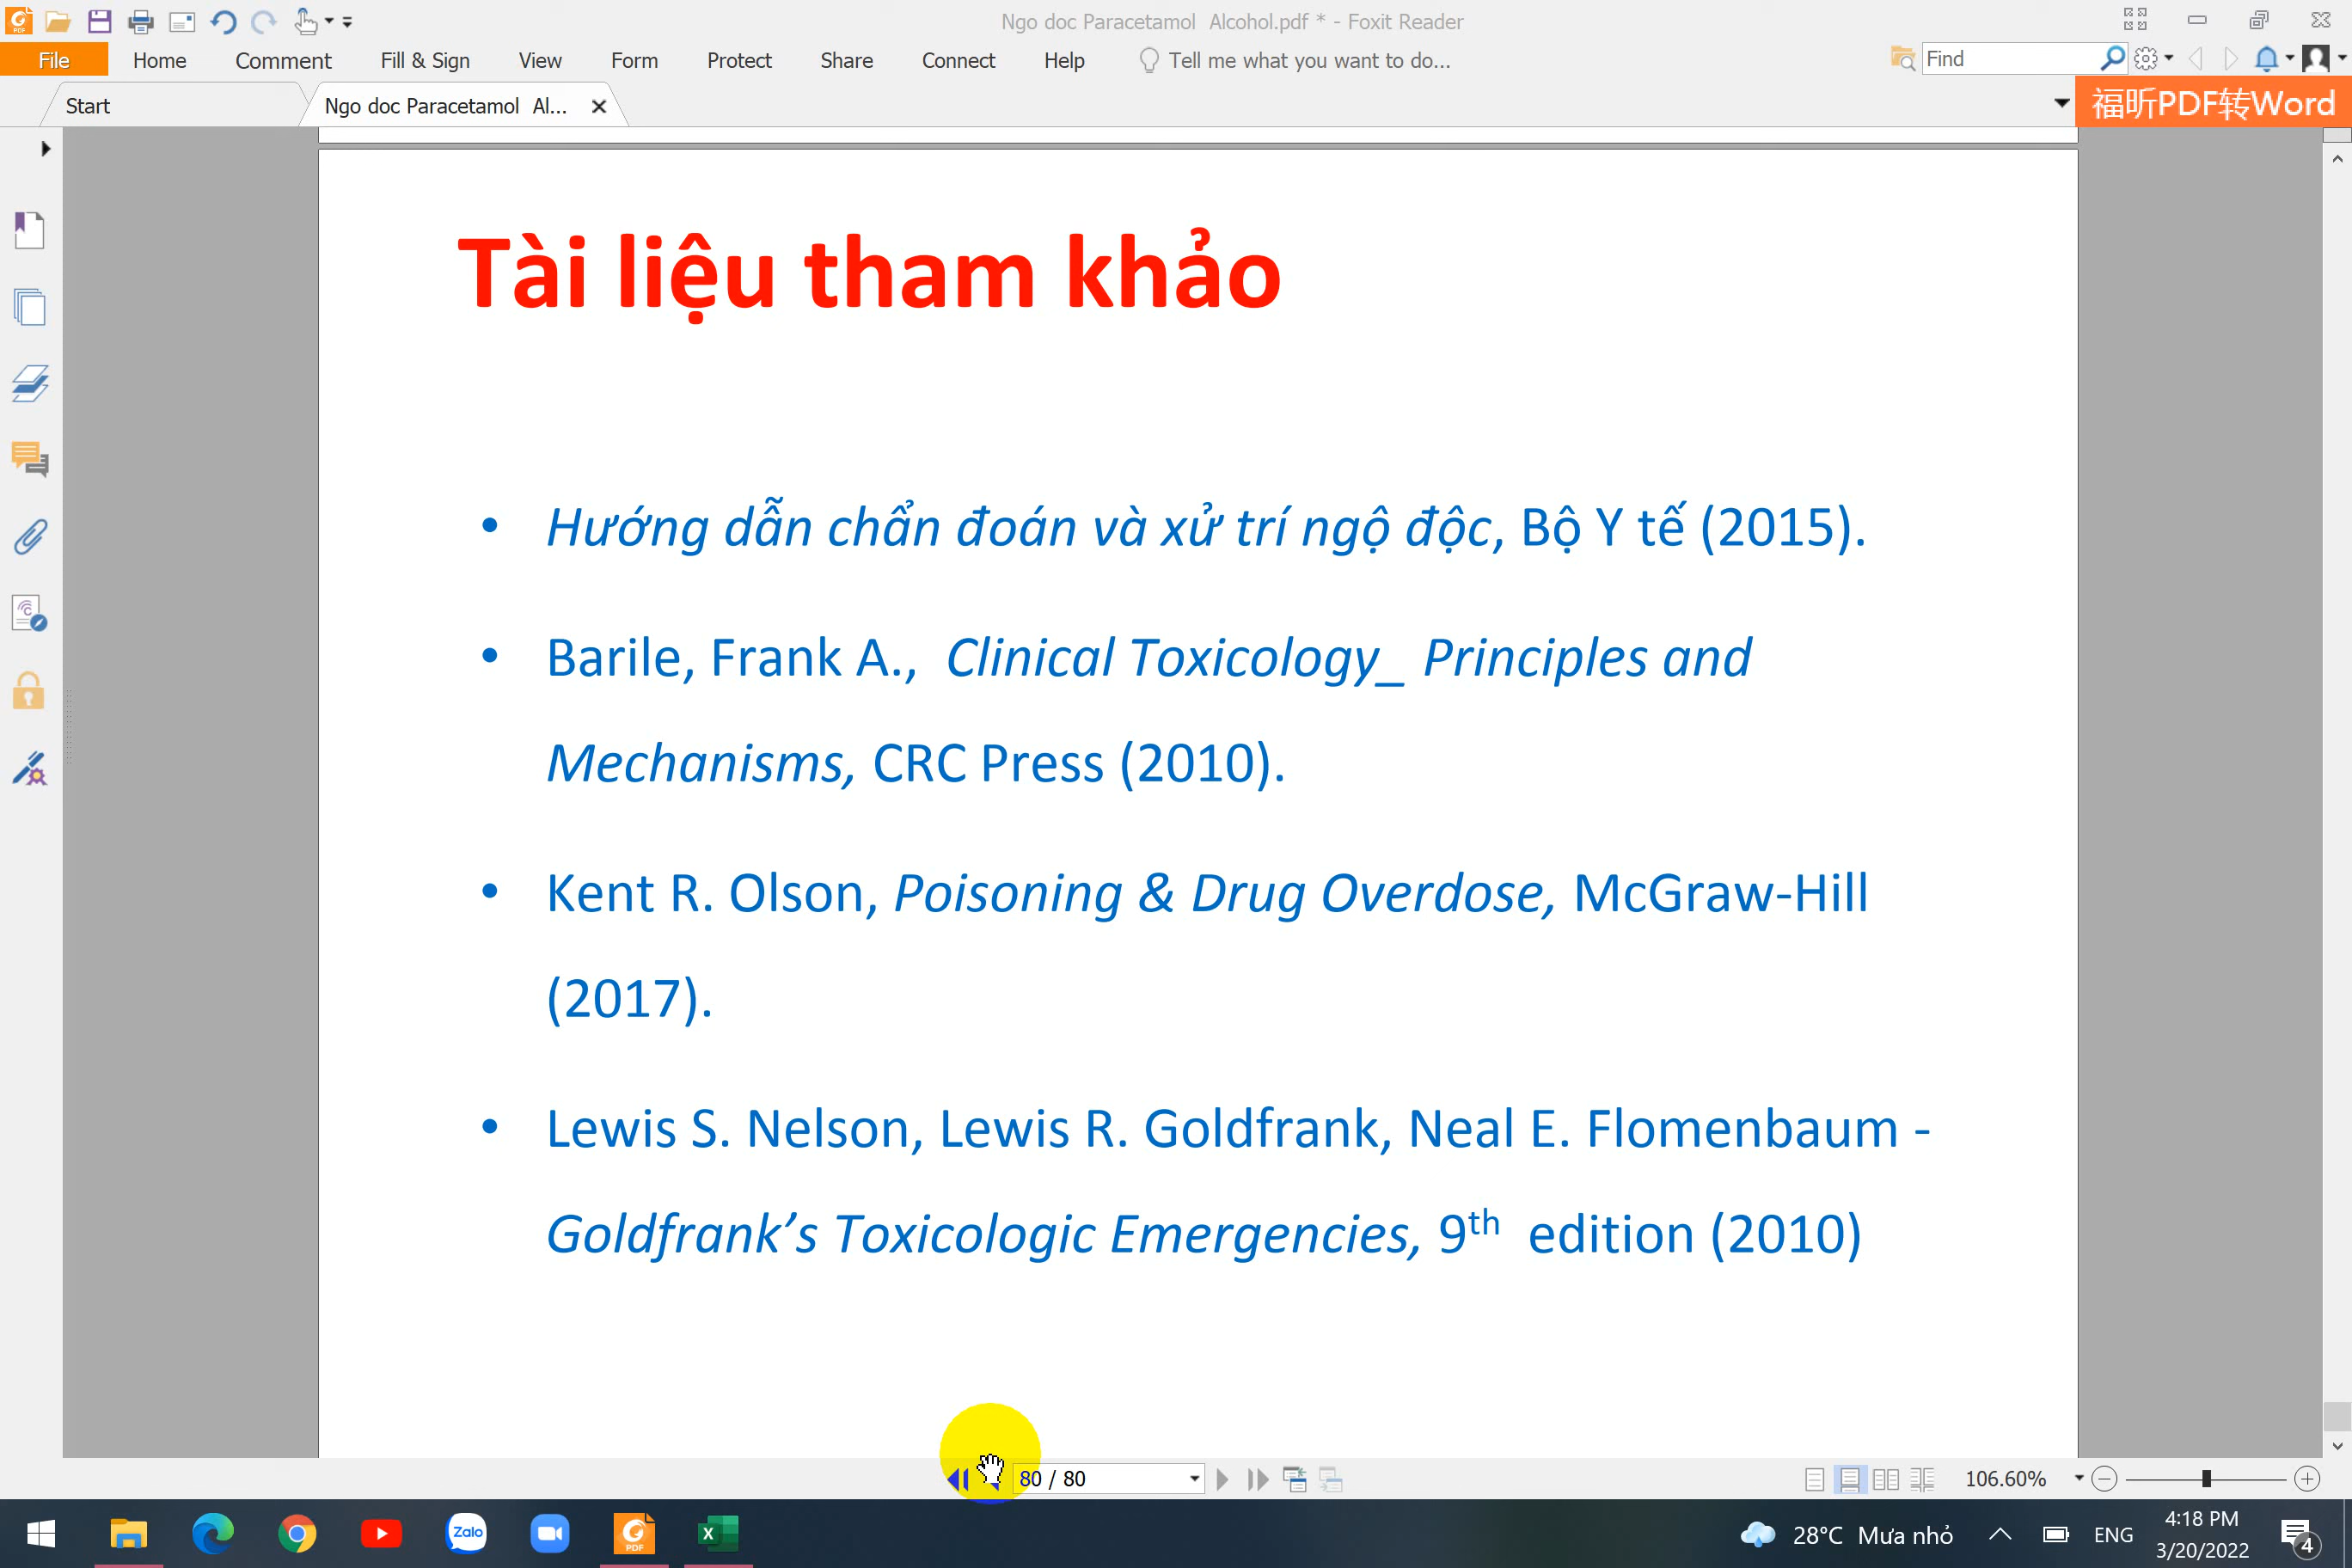 Ngo doc Paracetamol Alcohol.pdf * - Foxit Reader
File Home Comment Fill & Sign View Form Protect Share Connect Help Tell me what you want to do... Find
Start Ngo doc Paracetamol Al... 福昕PDF转Word
Tài liệu tham khảo
• Hướng dẫn chẩn đoán và xử trí ngộ độc, Bộ Y tế (2015).
• Barile, Frank A., Clinical Toxicology_ Principles and
Mechanisms, CRC Press (2010).
• Kent R. Olson, Poisoning & Drug Overdose, McGraw-Hill
(2017).
• Lewis S. Nelson, Lewis R. Goldfrank, Neal E. Flomenbaum -
Goldfrank’s Toxicologic Emergencies, 9th edition (2010)
80 / 80 106.60%
Zalo PDF X 28°C Mưa nhỏ ENG 4:18 PM 4
3/20/2022